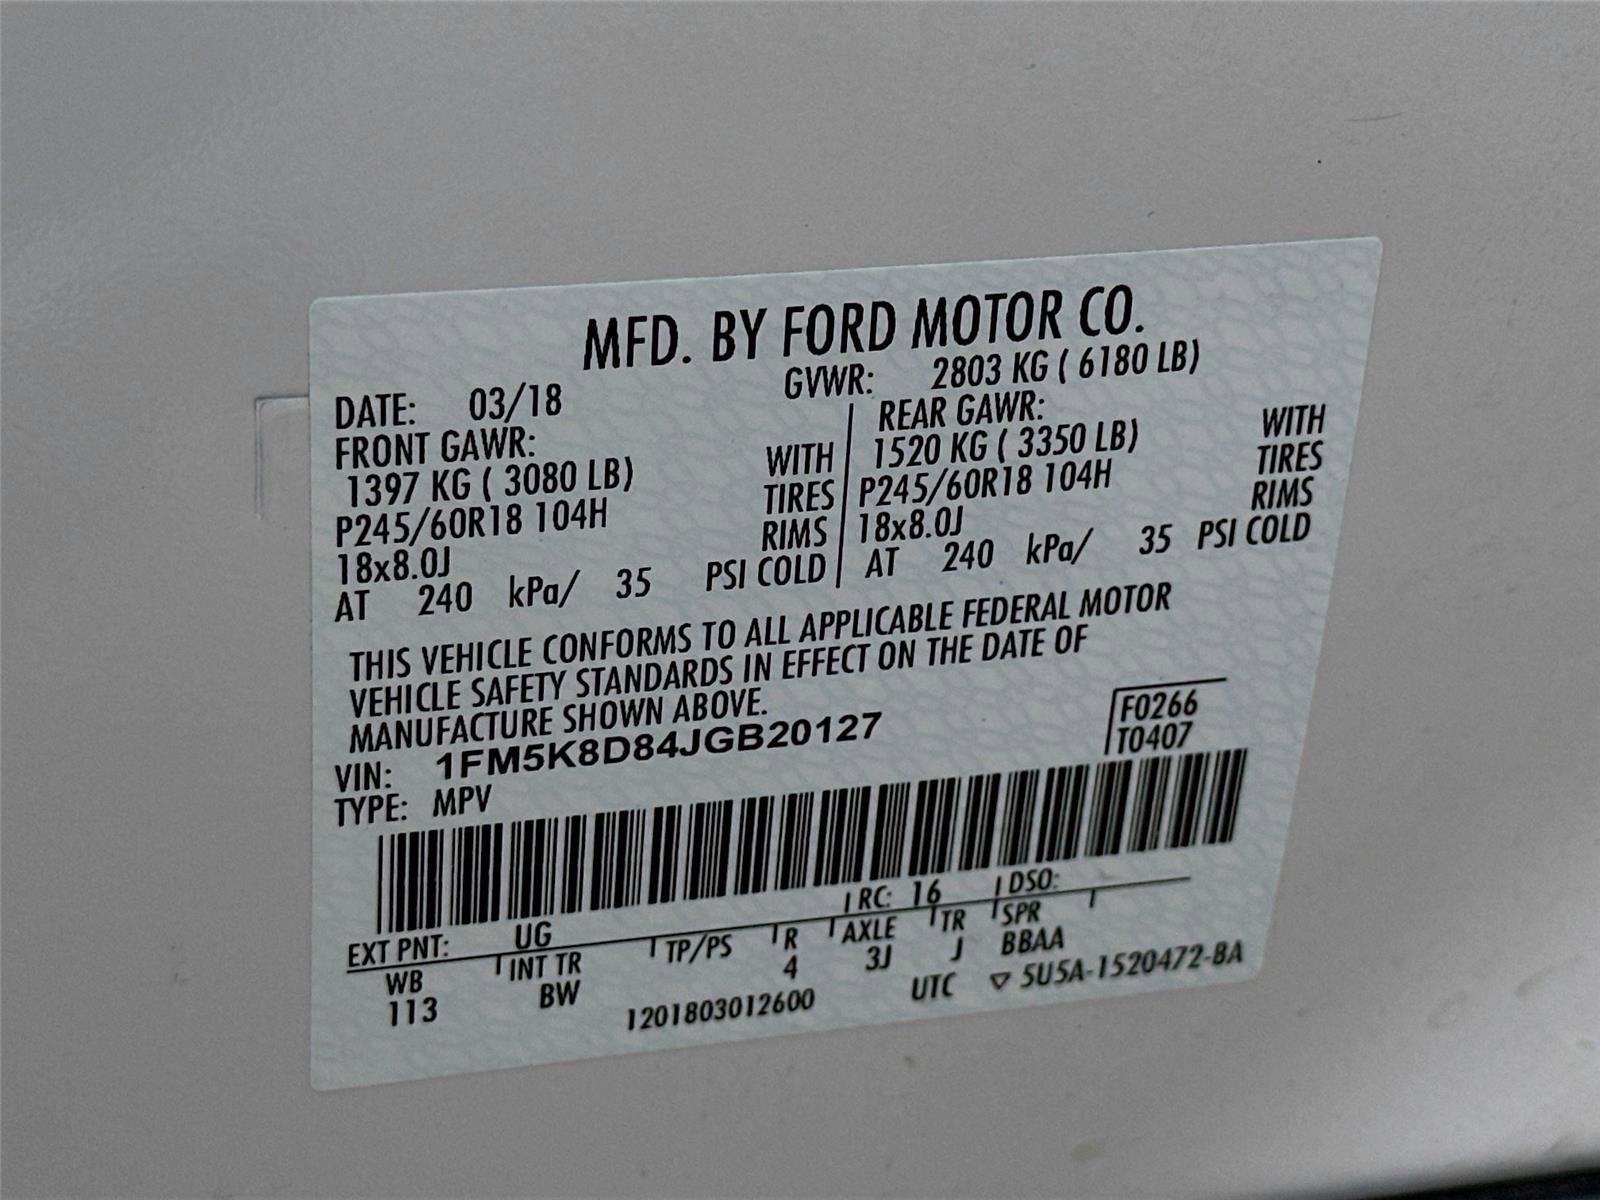 MFD. BY FORD MOTOR CO.
DATE: 03/18 GVWR: 2803 KG ( 6180 LB)
FRONT GAWR: REAR GAWR:
1397 KG ( 3080 LB) WITH 1520 KG ( 3350 LB) WITH
P245/60R18 104H TIRES P245/60R18 104H TIRES
18x8.0J RIMS 18x8.0J RIMS
AT 240 kPa/ 35 PSI COLD AT 240 kPa/ 35 PSI COLD
THIS VEHICLE CONFORMS TO ALL APPLICABLE FEDERAL MOTOR
VEHICLE SAFETY STANDARDS IN EFFECT ON THE DATE OF
MANUFACTURE SHOWN ABOVE.
F0266
VIN: 1FM5K8D84JGB20127 T0407
TYPE: MPV
EXT PNT: UG RC: 16 DSO:
WB INT TR TP/PS R AXLE TR SPR
113 BW 4 3J J BBAA
1201803012600 UTC ▽ 5U5A-1520472-BA